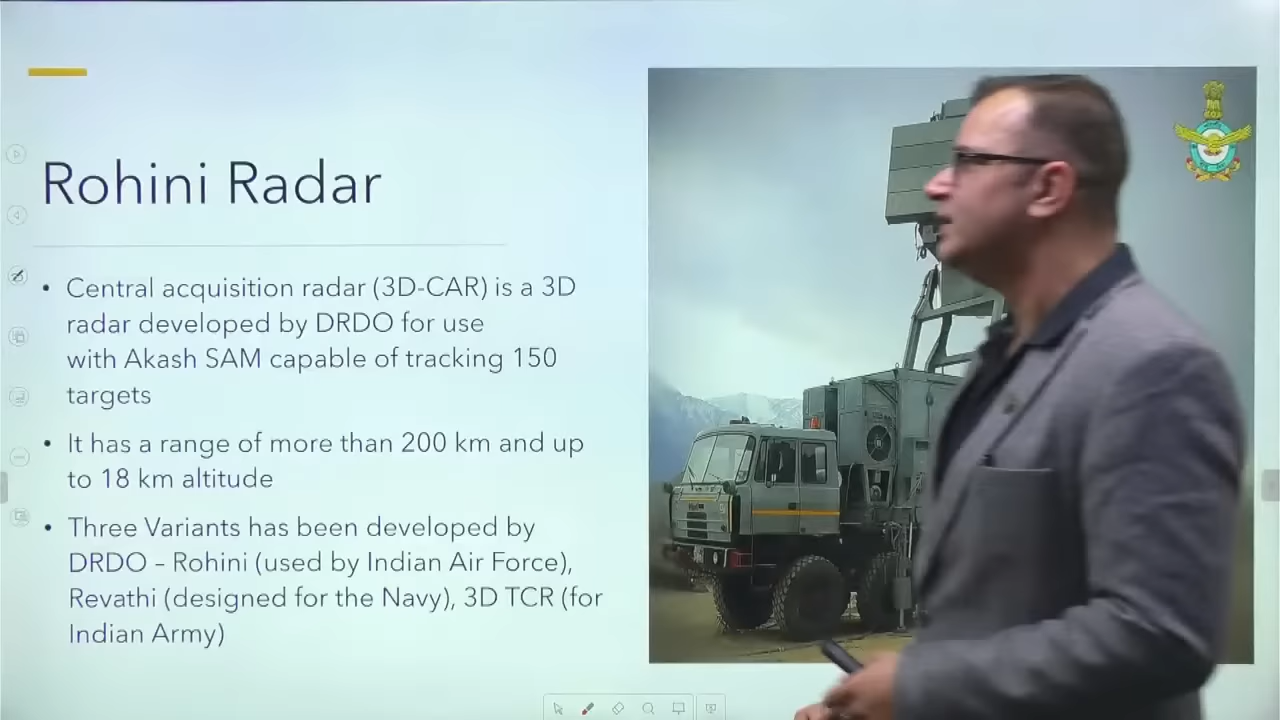 Rohini Radar
• Central acquisition radar (3D-CAR) is a 3D
radar developed by DRDO for use
with Akash SAM capable of tracking 150
targets
• It has a range of more than 200 km and up
to 18 km altitude
• Three Variants has been developed by
DRDO – Rohini (used by Indian Air Force),
Revathi (designed for the Navy), 3D TCR (for
Indian Army)